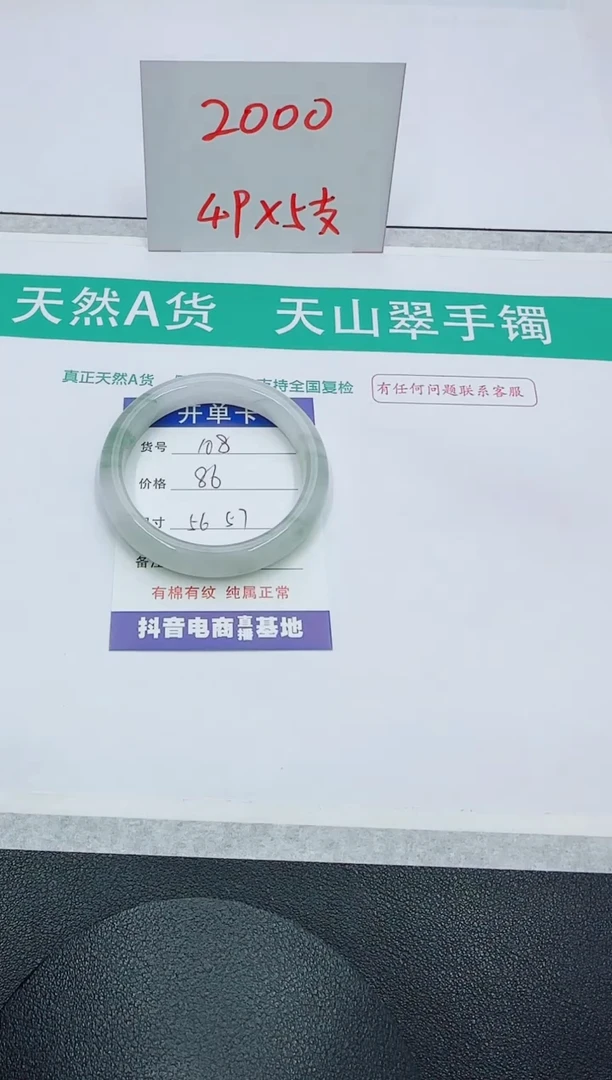 2000
4P×5支
天然A货 天山翠手镯
真正天然A货 支持全国复检
有任何问题联系客服
开单卡
货号 108
价格 86
寸 56 57
备注
有棉有纹 纯属正常
抖音电商直播基地